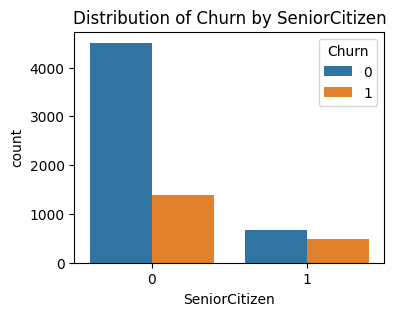 Distribution of Churn by SeniorCitizen
Churn
0
1
count
4000
3000
2000
1000
0
0 1
SeniorCitizen